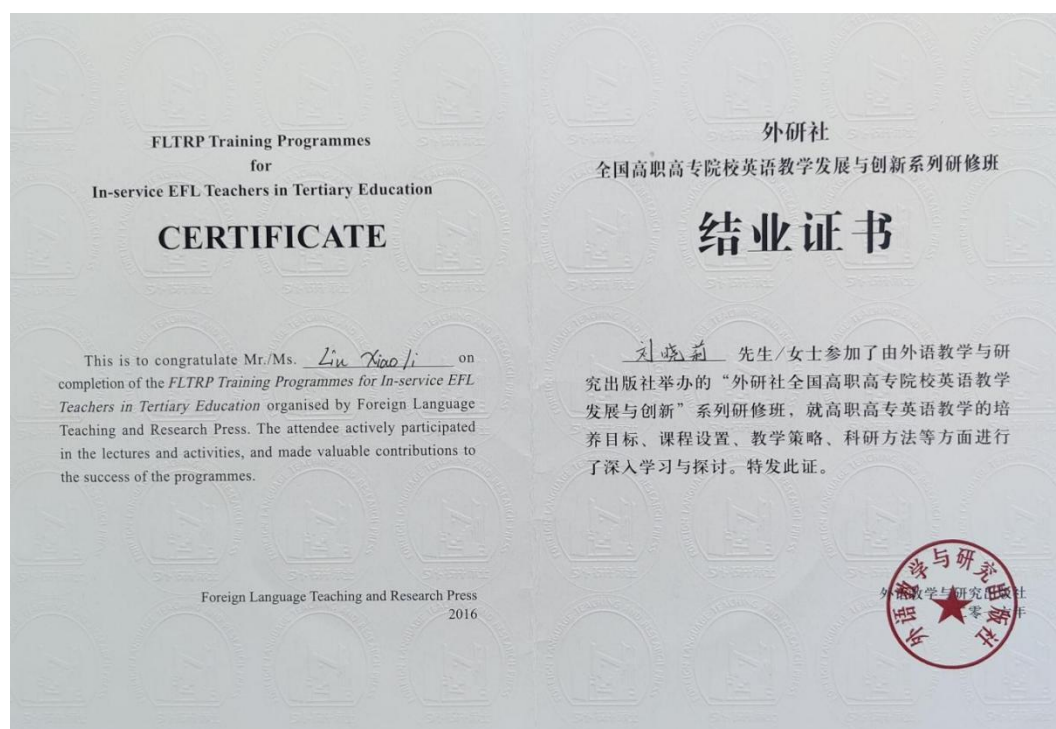 FLTRP Training Programmes
for
In-service EFL Teachers in Tertiary Education
CERTIFICATE
This is to congratulate Mr./Ms. Liu Xiao li on
completion of the FLTRP Training Programmes for In-service EFL
Teachers in Tertiary Education organised by Foreign Language
Teaching and Research Press. The attendee actively participated
in the lectures and activities, and made valuable contributions to
the success of the programmes.
Foreign Language Teaching and Research Press
2016
外研社
全国高职高专院校英语教学发展与创新系列研修班
结业证书
刘晓莉 先生/女士参加了由外语教学与研
究出版社举办的“外研社全国高职高专院校英语教学
发展与创新”系列研修班，就高职高专英语教学的培
养目标、课程设置、教学策略、科研方法等方面进行
了深入学习与探讨。特发此证。
外语教学与研究出版社
外语教学与研究出版社